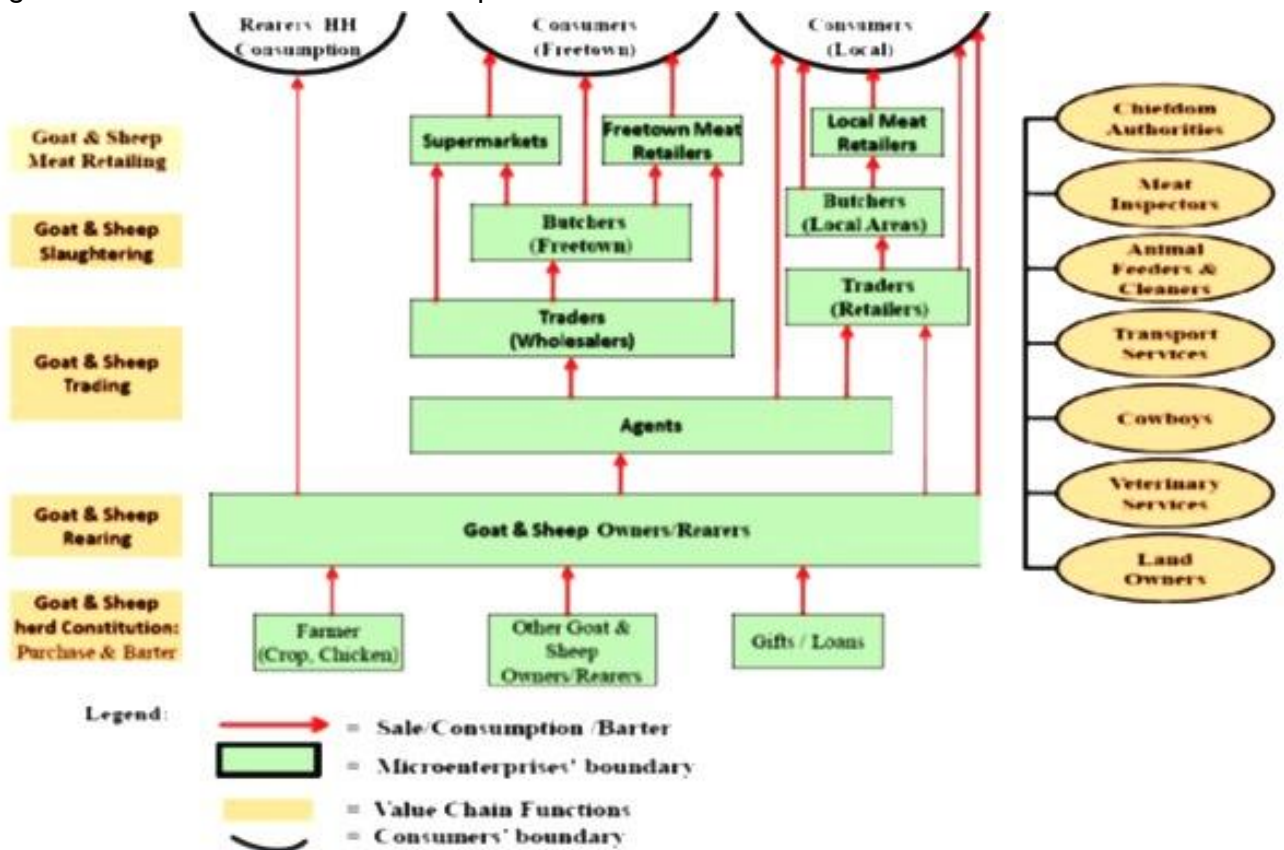 Rearers HH
Consumption
Consumers
(Freetown)
Consumers
(Local)
Goat & Sheep
Meat Retailing
Supermarkets
Freetown Meat
Retailers
Local Meat
Retailers
Chiefdom
Authorities
Meat
Inspectors
Goat & Sheep
Slaughtering
Butchers
(Freetown)
Butchers
(Local Areas)
Animal
Feeders &
Cleaners
Traders
(Wholesalers)
Traders
(Retailers)
Transport
Services
Goat & Sheep
Trading
Agents
Cowboys
Veterinary
Services
Goat & Sheep
Rearing
Goat & Sheep Owners/Rearers
Land
Owners
Goat & Sheep
herd Constitution:
Purchase & Barter
Farmer
(Crop, Chicken)
Other Goat &
Sheep
Owners/Rearers
Gifts / Loans
Legend:
= Sale/Consumption /Barter
= Microenterprises' boundary
= Value Chain Functions
= Consumers' boundary